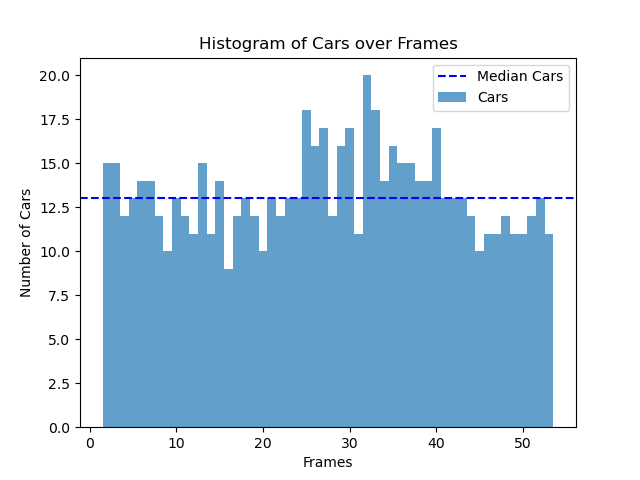 Histogram of Cars over Frames
Median Cars
Cars
20.0
17.5
15.0
12.5
10.0
7.5
5.0
2.5
0.0
Number of Cars
0 10 20 30 40 50
Frames